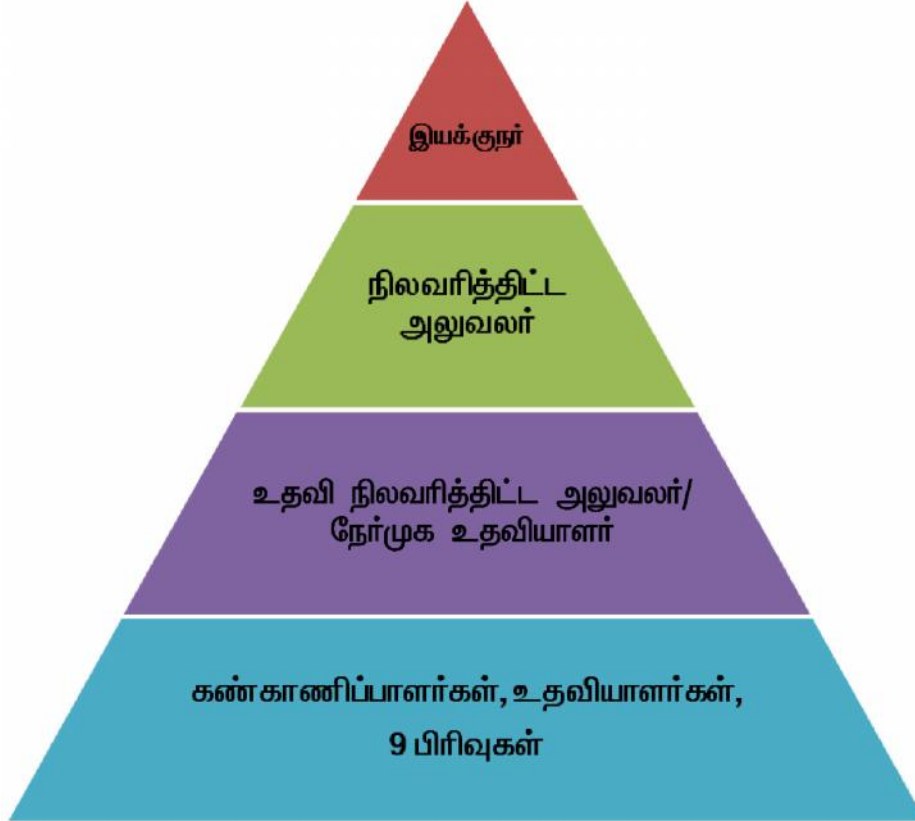 இயக்குநர்
நிலவரித்திட்ட
அலுவலர்
உதவி நிலவரித்திட்ட அலுவலர்/
நேர்முக உதவியாளர்
கண்காணிப்பாளர்கள், உதவியாளர்கள்,
9 பிரிவுகள்